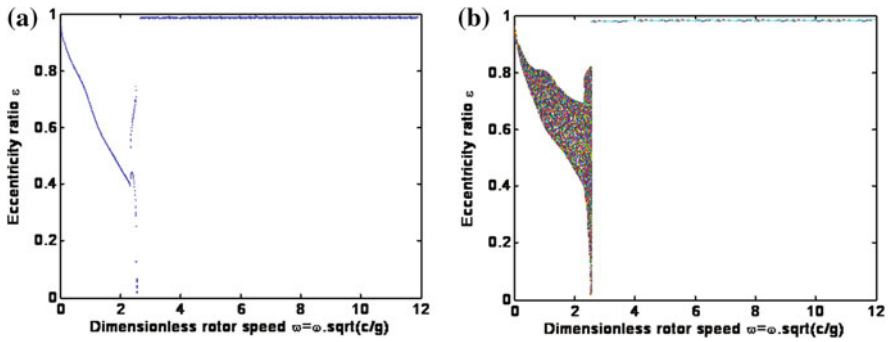 (a)
Eccentricity ratio ε
1
0.8
0.6
0.4
0.2
0
0 2 4 6 8 10 12
Dimensionless rotor speed ϖ=ω.sqrt(c/g)
(b)
Eccentricity ratio ε
1
0.8
0.6
0.4
0.2
0
0 2 4 6 8 10 12
Dimensionless rotor speed ϖ=ω.sqrt(c/g)